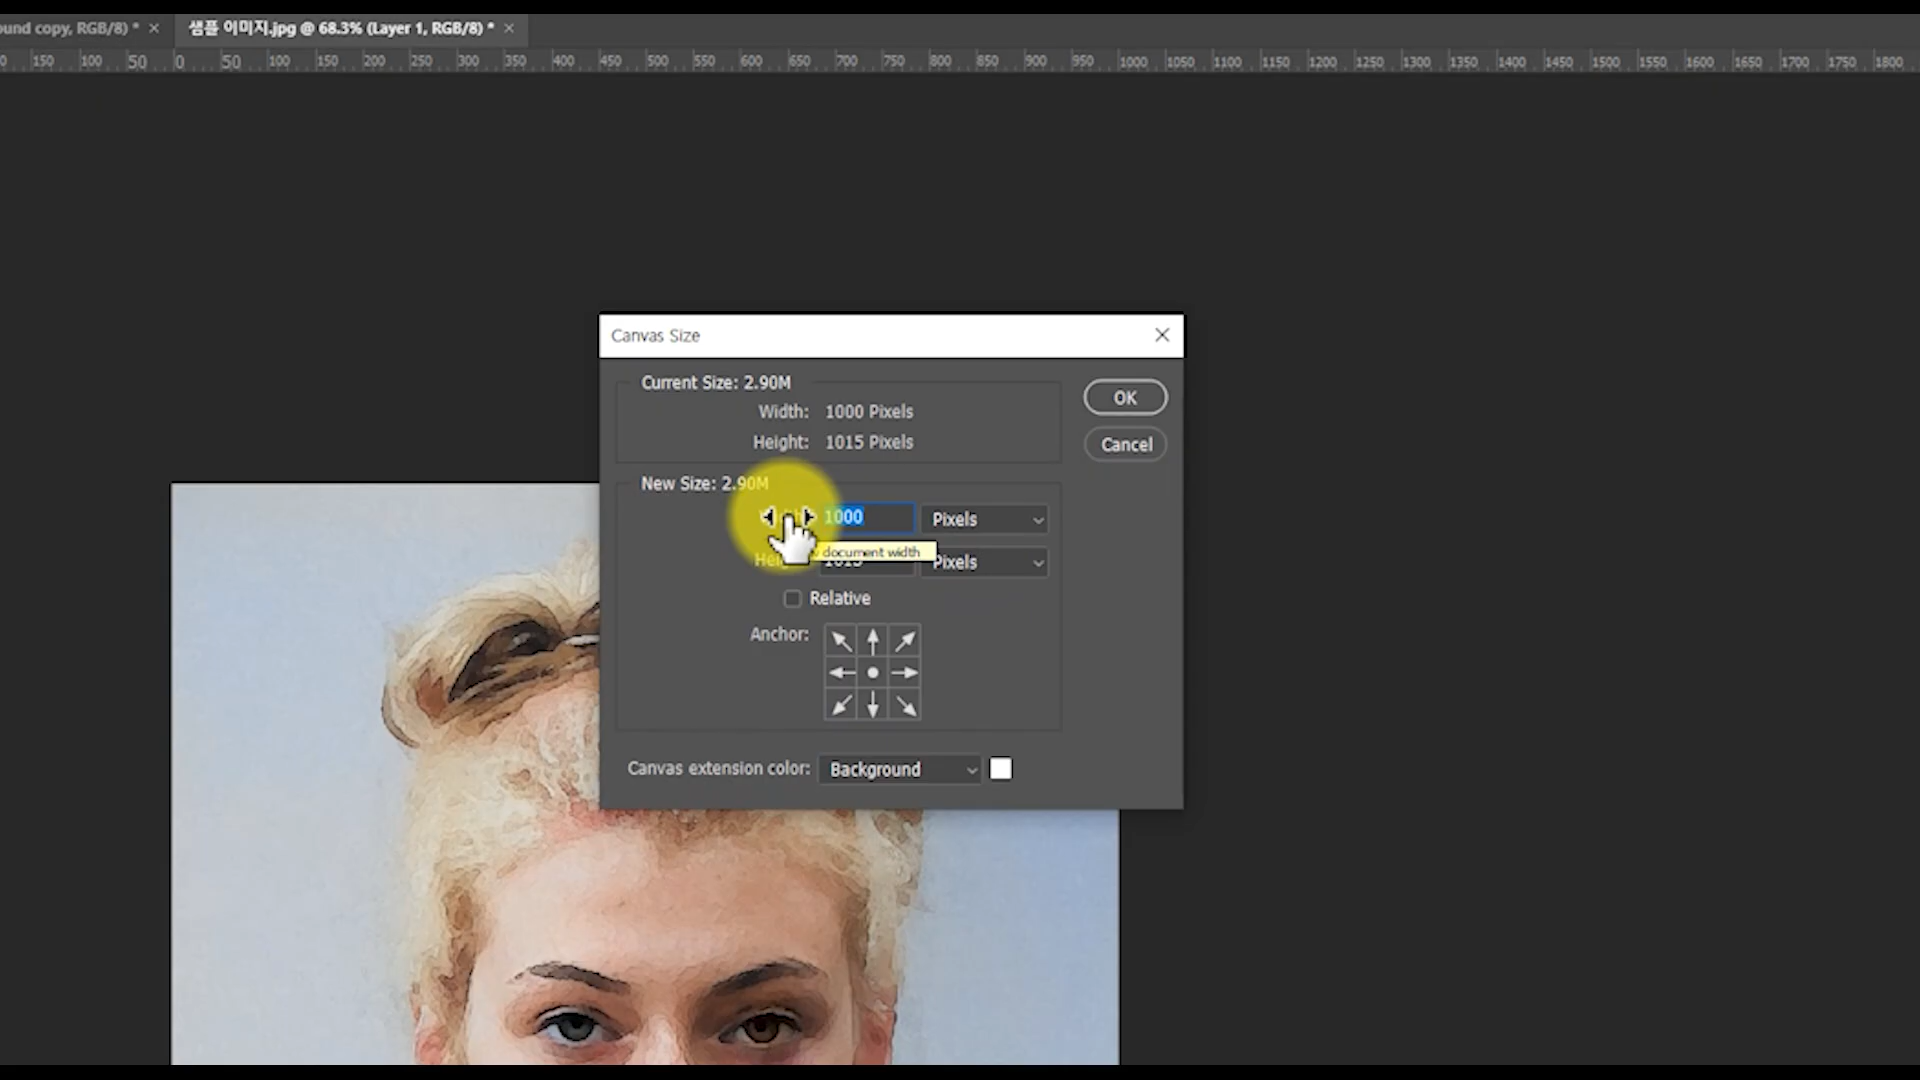 ound copy, RGB/8) * ×
샘플 이미지.jpg @ 68.3% (Layer 1, RGB/8) * ×
150 100 50 0 50 100 150 200 250 300 350 400 450 500 550 600 650 700 750 800 850 900 950 1000 1050 1100 1150 1200 1250 1300 1350 1400 1450 1500 1550 1600 1650 1700 1750 1800
Canvas Size
Current Size: 2.90M
OK
Width: 1000 Pixels
Height: 1015 Pixels
Cancel
New Size: 2.90M
1000 Pixels
document width
1015 Pixels
Relative
Anchor:
Canvas extension color: Background